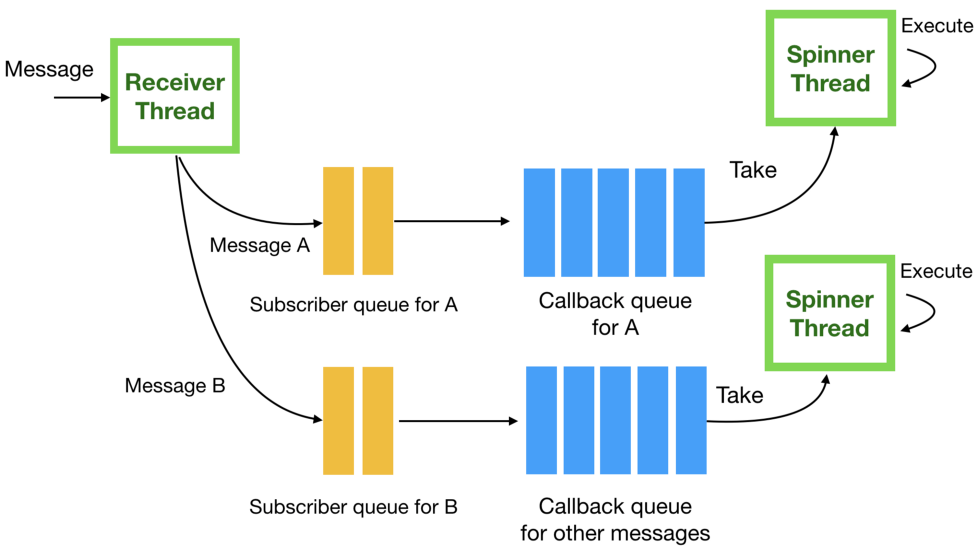 Message
Receiver
Thread
Spinner
Thread
Execute
Take
Message A
Subscriber queue for A
Callback queue
for A
Spinner
Thread
Execute
Message B
Take
Subscriber queue for B
Callback queue
for other messages